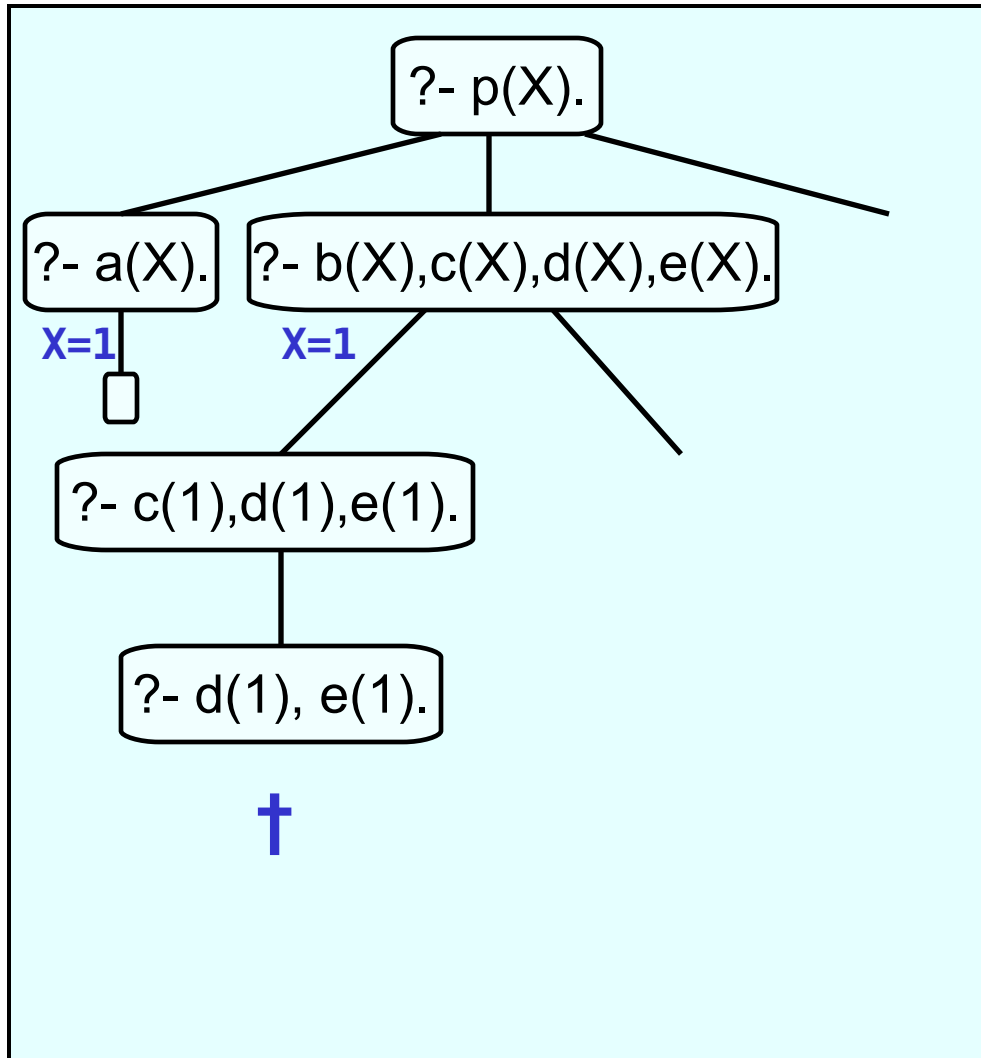 ?- p(X).
?- a(X).
?- b(X),c(X),d(X),e(X).
X=1
X=1
?- c(1),d(1),e(1).
?- d(1), e(1).
†